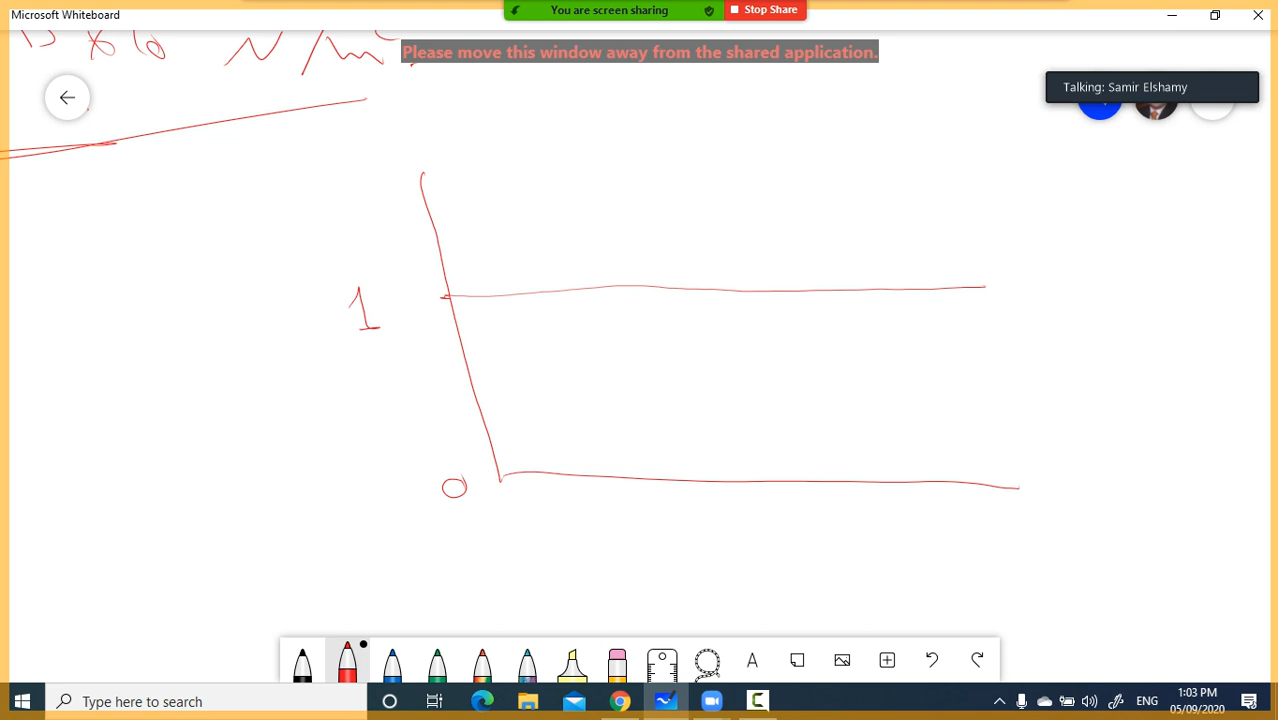 You are screen sharing
Stop Share
Microsoft Whiteboard
Please move this window away from the shared application.
Talking: Samir Elshamy
N/m
1
0
A
Type here to search
ENG
1:03 PM
05/09/2020